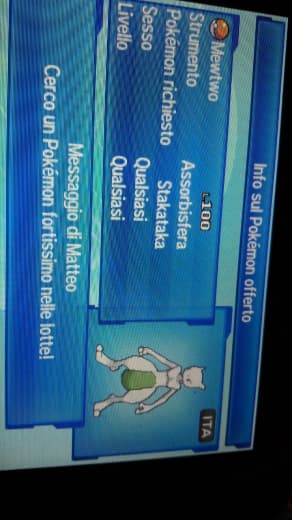 Info sul Pokémon offerto
Mewtwo L.100
Strumento Assorbisfera
Pokémon richiesto Stakataka
Sesso Qualsiasi
Livello Qualsiasi
ITA
Messaggio di Matteo
Cerco un Pokémon fortissimo nelle lotte!